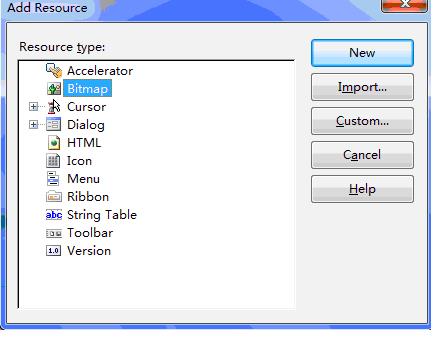 Add Resource
Resource type:
Accelerator
Bitmap
Cursor
Dialog
HTML
Icon
Menu
Ribbon
abc String Table
Toolbar
1.0 Version
New
Import...
Custom...
Cancel
Help